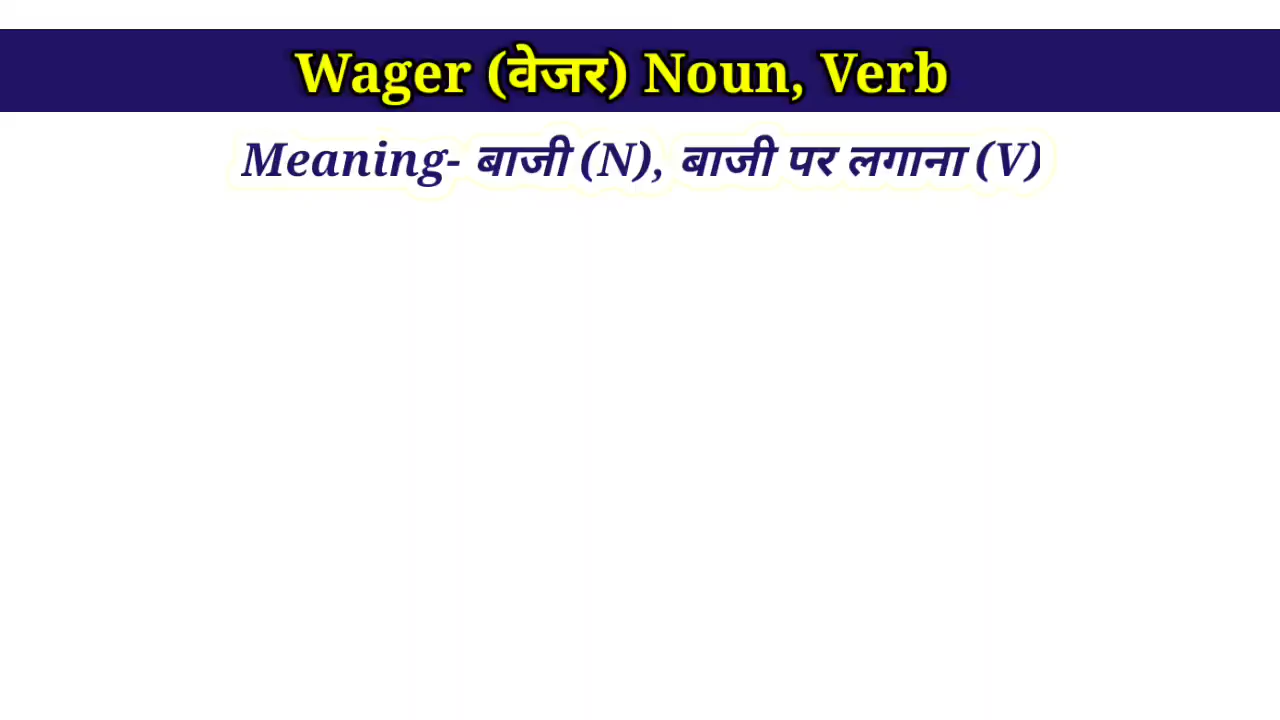 Wager (वेजर) Noun, Verb
Meaning- बाजी (N), बाजी पर लगाना (V)